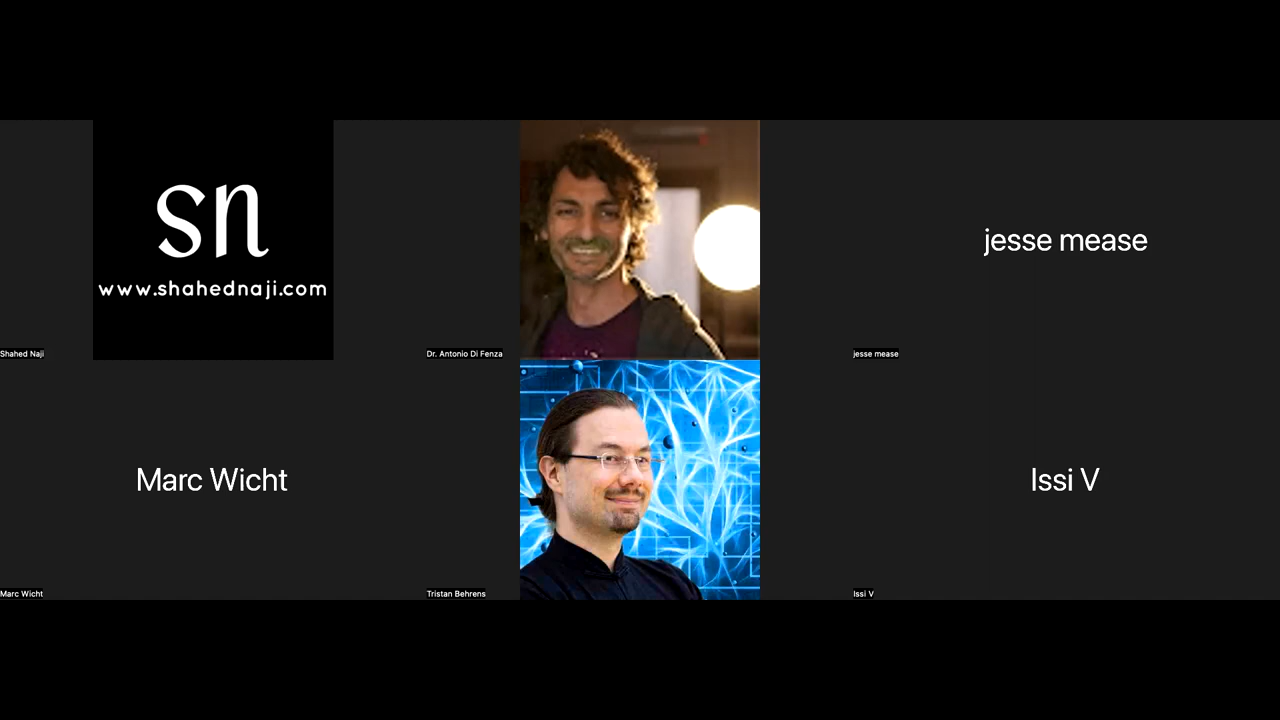 sn
www.shahednaji.com
jesse mease
Shahed Naji
Dr. Antonio Di Fenza
jesse mease
Marc Wicht
Issi V
Marc Wicht
Tristan Behrens
Issi V